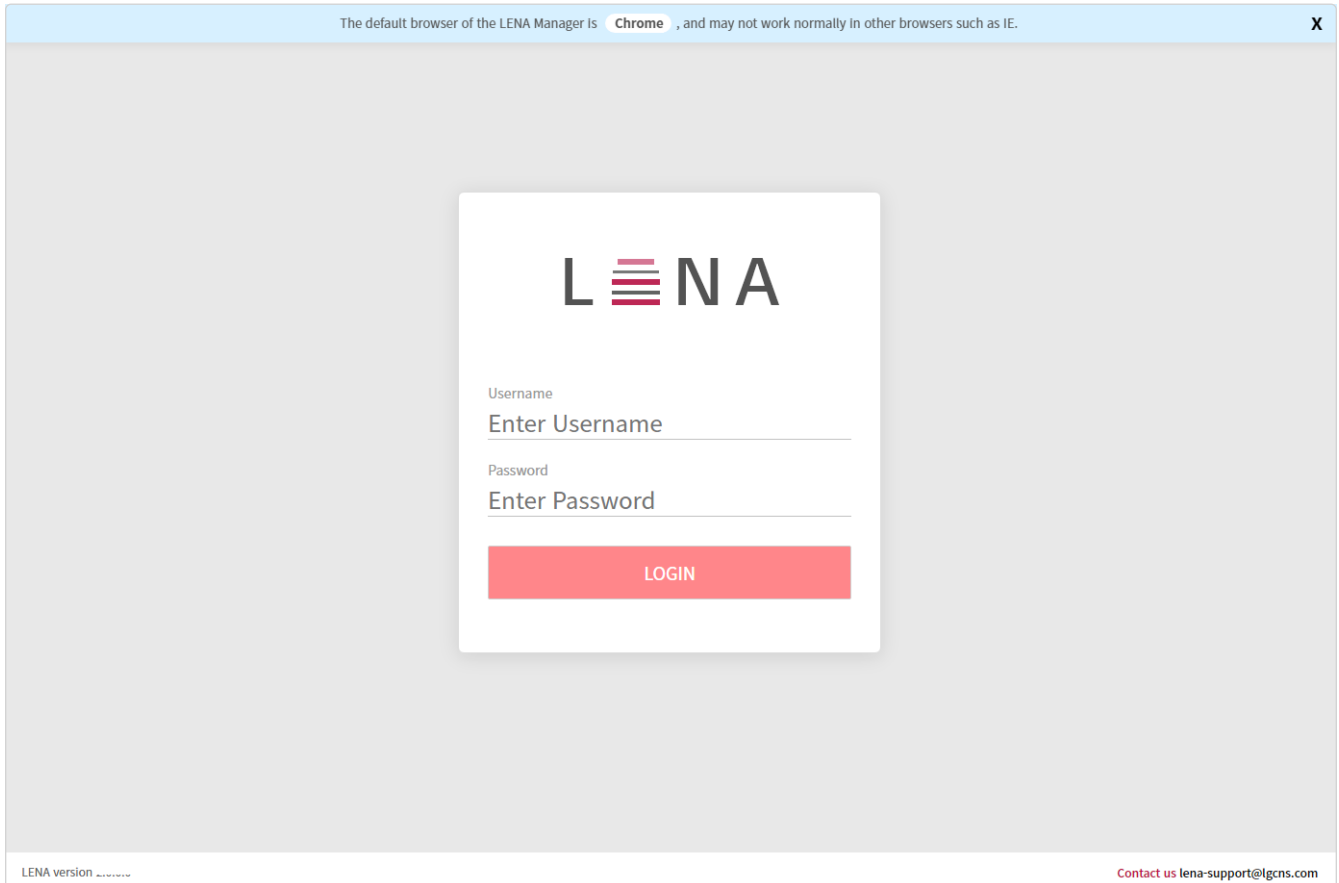 The default browser of the LENA Manager is Chrome , and may not work normally in other browsers such as IE. X
LENA
Username
Enter Username
Password
Enter Password
LOGIN
LENA version
Contact us lena-support@lgcns.com